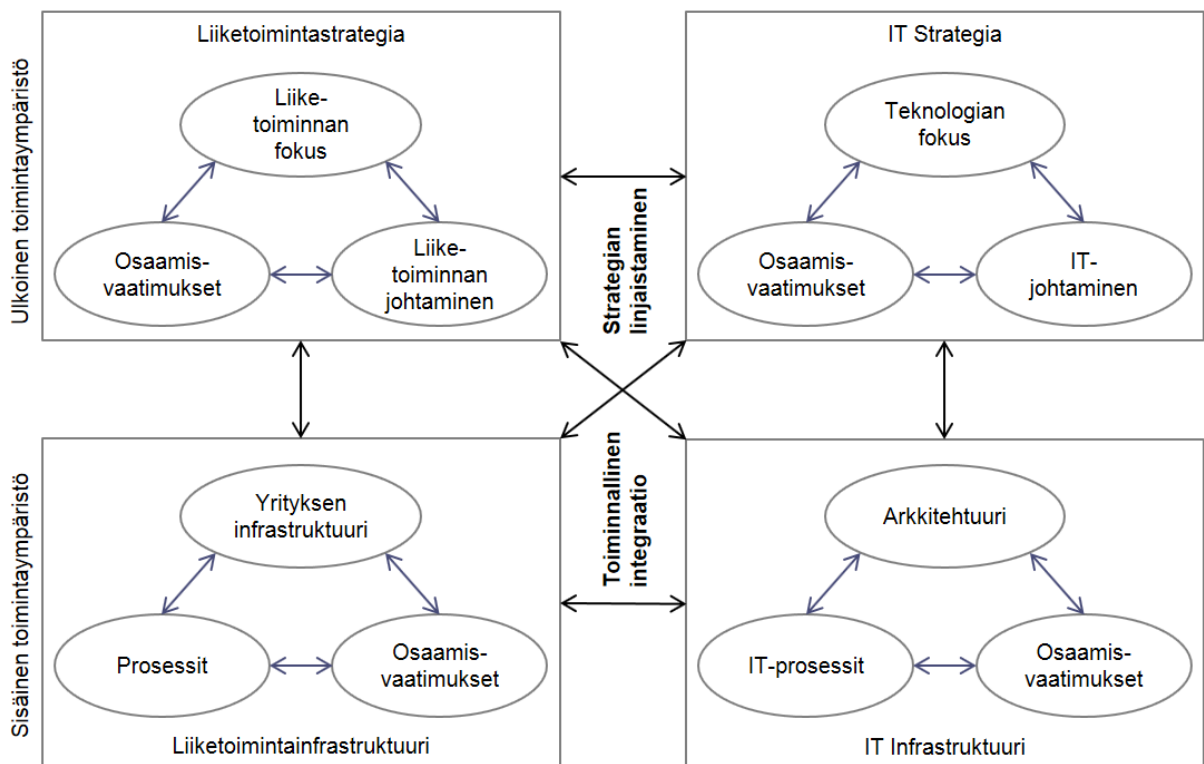 Ulkoinen toimintaympäristö
Liiketoimintastrategia
Liike-
toiminnan
fokus
Osaamis-
vaatimukset
Liike-
toiminnan
johtaminen
Strategian
linjaistaminen
IT Strategia
Teknologian
fokus
Osaamis-
vaatimukset
IT-
johtaminen
Sisäinen toimintaympäristö
Yrityksen
infrastruktuuri
Prosessit
Osaamis-
vaatimukset
Liiketoimintainfrastruktuuri
Toiminnallinen
integraatio
Arkkitehtuuri
IT-prosessit
Osaamis-
vaatimukset
IT Infrastruktuuri